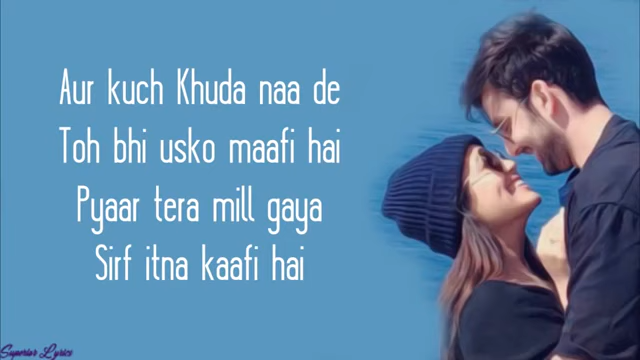 Aur kuch Khuda naa de
Toh bhi usko maafi hai
Pyaar tera mill gaya
Sirf itna kaafi hai
Superior Lyrics